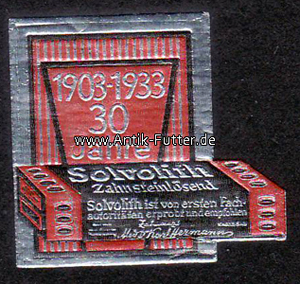 1903-1933
30
www.Antik-Futter.de
Jahre
Solvolith
Zahnsteinlösend
Solvolith ist von ersten Fach-
autoritäten erprobt und empfohlen